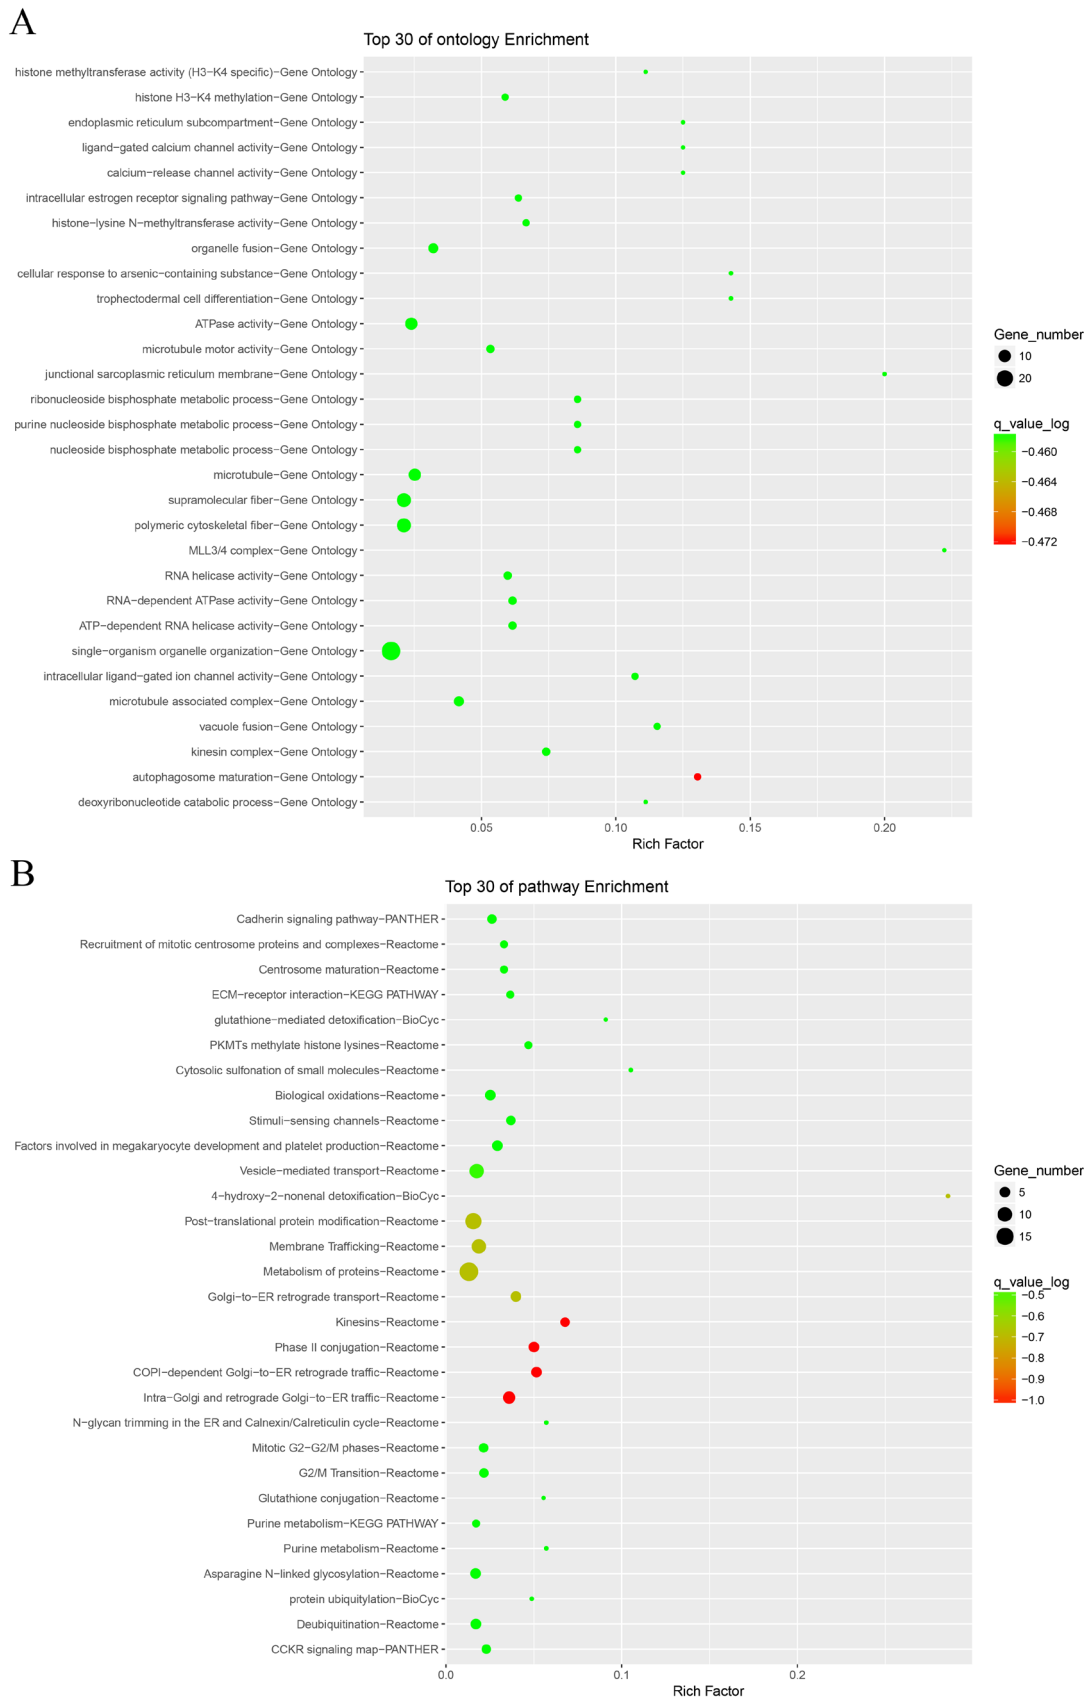 A
Top 30 of ontology Enrichment
histone methyltransferase activity (H3−K4 specific)−Gene Ontology
histone H3−K4 methylation−Gene Ontology
endoplasmic reticulum subcompartment−Gene Ontology
ligand−gated calcium channel activity−Gene Ontology
calcium−release channel activity−Gene Ontology
intracellular estrogen receptor signaling pathway−Gene Ontology
histone−lysine N−methyltransferase activity−Gene Ontology
organelle fusion−Gene Ontology
cellular response to arsenic−containing substance−Gene Ontology
trophectodermal cell differentiation−Gene Ontology
ATPase activity−Gene Ontology
microtubule motor activity−Gene Ontology
junctional sarcoplasmic reticulum membrane−Gene Ontology
ribonucleoside bisphosphate metabolic process−Gene Ontology
purine nucleoside bisphosphate metabolic process−Gene Ontology
nucleoside bisphosphate metabolic process−Gene Ontology
microtubule−Gene Ontology
supramolecular fiber−Gene Ontology
polymeric cytoskeletal fiber−Gene Ontology
MLL3/4 complex−Gene Ontology
RNA helicase activity−Gene Ontology
RNA−dependent ATPase activity−Gene Ontology
ATP−dependent RNA helicase activity−Gene Ontology
single−organism organelle organization−Gene Ontology
intracellular ligand−gated ion channel activity−Gene Ontology
microtubule associated complex−Gene Ontology
vacuole fusion−Gene Ontology
kinesin complex−Gene Ontology
autophagosome maturation−Gene Ontology
deoxyribonucleotide catabolic process−Gene Ontology
0.05 0.10 0.15 0.20
Rich Factor
Gene_number
10
20
q_value_log
−0.460
−0.464
−0.468
−0.472
B
Top 30 of pathway Enrichment
Cadherin signaling pathway−PANTHER
Recruitment of mitotic centrosome proteins and complexes−Reactome
Centrosome maturation−Reactome
ECM−receptor interaction−KEGG PATHWAY
glutathione−mediated detoxification−BioCyc
PKMTs methylate histone lysines−Reactome
Cytosolic sulfonation of small molecules−Reactome
Biological oxidations−Reactome
Stimuli−sensing channels−Reactome
Factors involved in megakaryocyte development and platelet production−Reactome
Vesicle−mediated transport−Reactome
4−hydroxy−2−nonenal detoxification−BioCyc
Post−translational protein modification−Reactome
Membrane Trafficking−Reactome
Metabolism of proteins−Reactome
Golgi−to−ER retrograde transport−Reactome
Kinesins−Reactome
Phase II conjugation−Reactome
COPI−dependent Golgi−to−ER retrograde traffic−Reactome
Intra−Golgi and retrograde Golgi−to−ER traffic−Reactome
N−glycan trimming in the ER and Calnexin/Calreticulin cycle−Reactome
Mitotic G2−G2/M phases−Reactome
G2/M Transition−Reactome
Glutathione conjugation−Reactome
Purine metabolism−KEGG PATHWAY
Purine metabolism−Reactome
Asparagine N−linked glycosylation−Reactome
protein ubiquitylation−BioCyc
Deubiquitination−Reactome
CCKR signaling map−PANTHER
0.0 0.1 0.2
Rich Factor
Gene_number
5
10
15
q_value_log
−0.5
−0.6
−0.7
−0.8
−0.9
−1.0